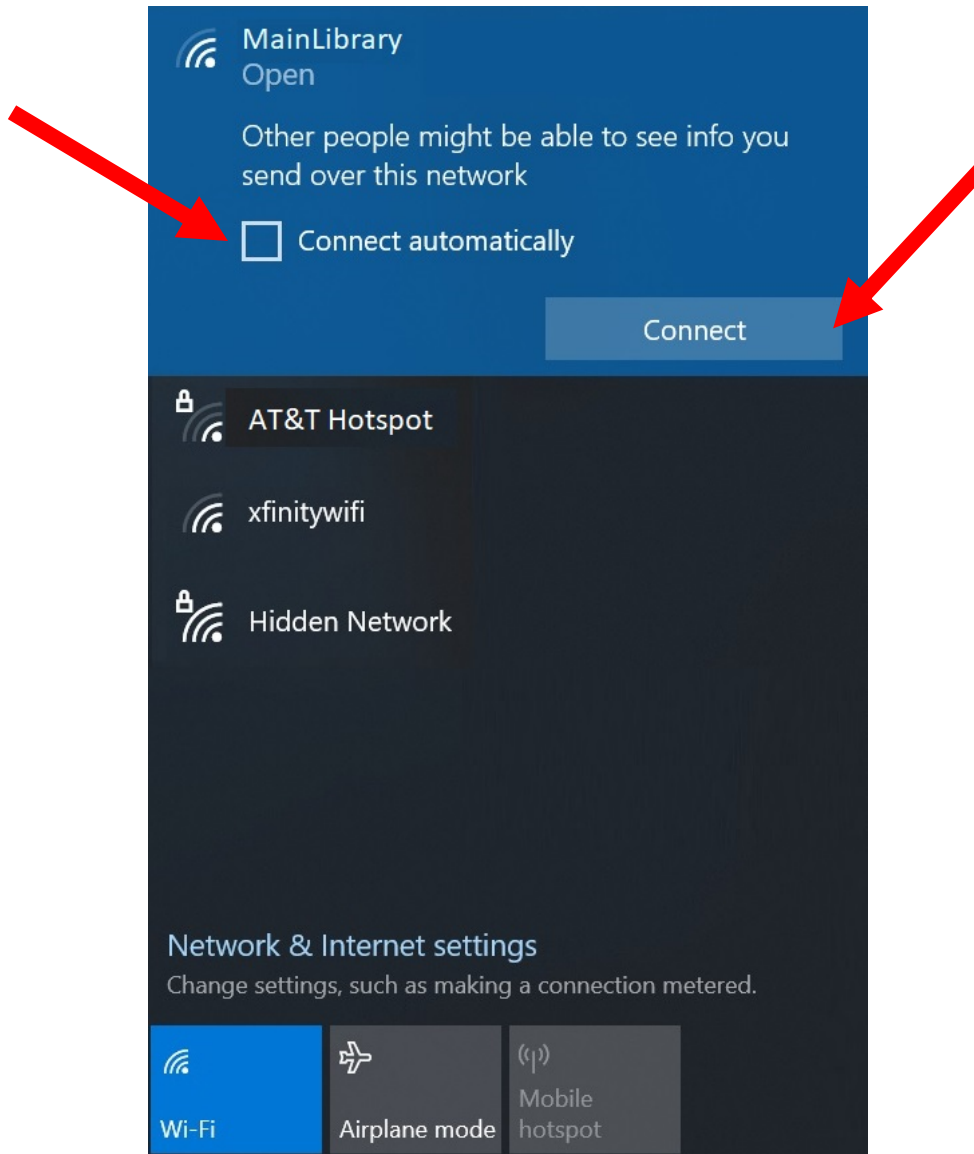 MainLibrary
Open
Other people might be able to see info you
send over this network
Connect automatically
Connect
AT&T Hotspot
xfinitywifi
Hidden Network
Network & Internet settings
Change settings, such as making a connection metered.
Wi-Fi
Airplane mode
Mobile
hotspot